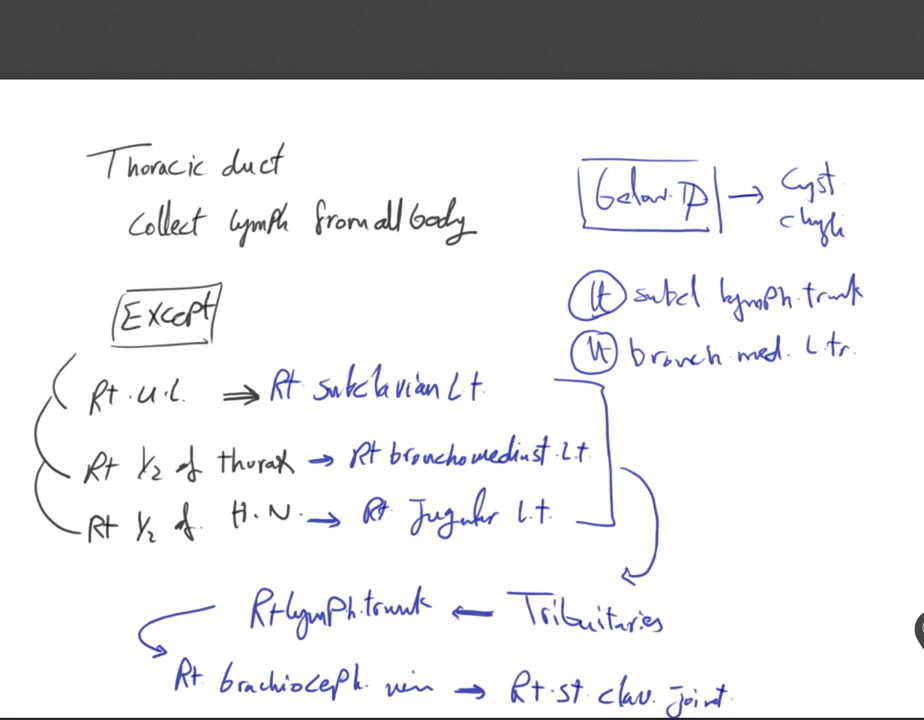 Thoracic duct
Collect lymph from all body
Except
Rt. u.l. ⇒ Rt subclavian L.t.
Rt 1/2 of thorax → Rt bronchomediast. L.t.
Rt 1/2 of H.N. → Rt Jugular L.t.
Below. D → Cyst.
chyli
Lt subcl lymph.trunk
Lt bronch med. L tr.
Rt lymph.trunk ← Tribuitaries
Rt. brachioceph. vein → Rt. st clav. joint.